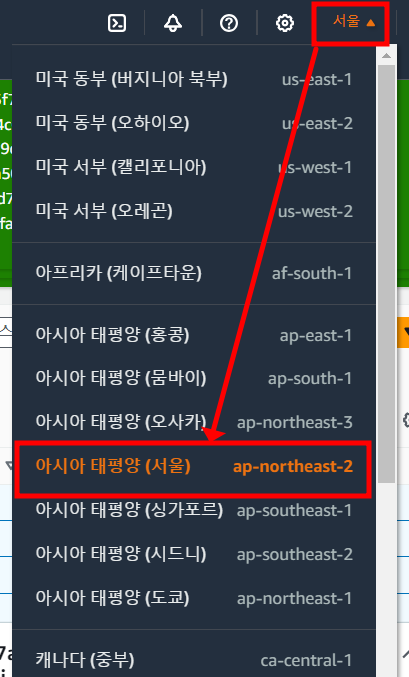 서울 ▲
미국 동부 (버지니아 북부) us-east-1
미국 동부 (오하이오) us-east-2
미국 서부 (캘리포니아) us-west-1
미국 서부 (오레곤) us-west-2
아프리카 (케이프타운) af-south-1
아시아 태평양 (홍콩) ap-east-1
아시아 태평양 (뭄바이) ap-south-1
아시아 태평양 (오사카) ap-northeast-3
아시아 태평양 (서울) ap-northeast-2
아시아 태평양 (싱가포르) ap-southeast-1
아시아 태평양 (시드니) ap-southeast-2
아시아 태평양 (도쿄) ap-northeast-1
캐나다 (중부) ca-central-1